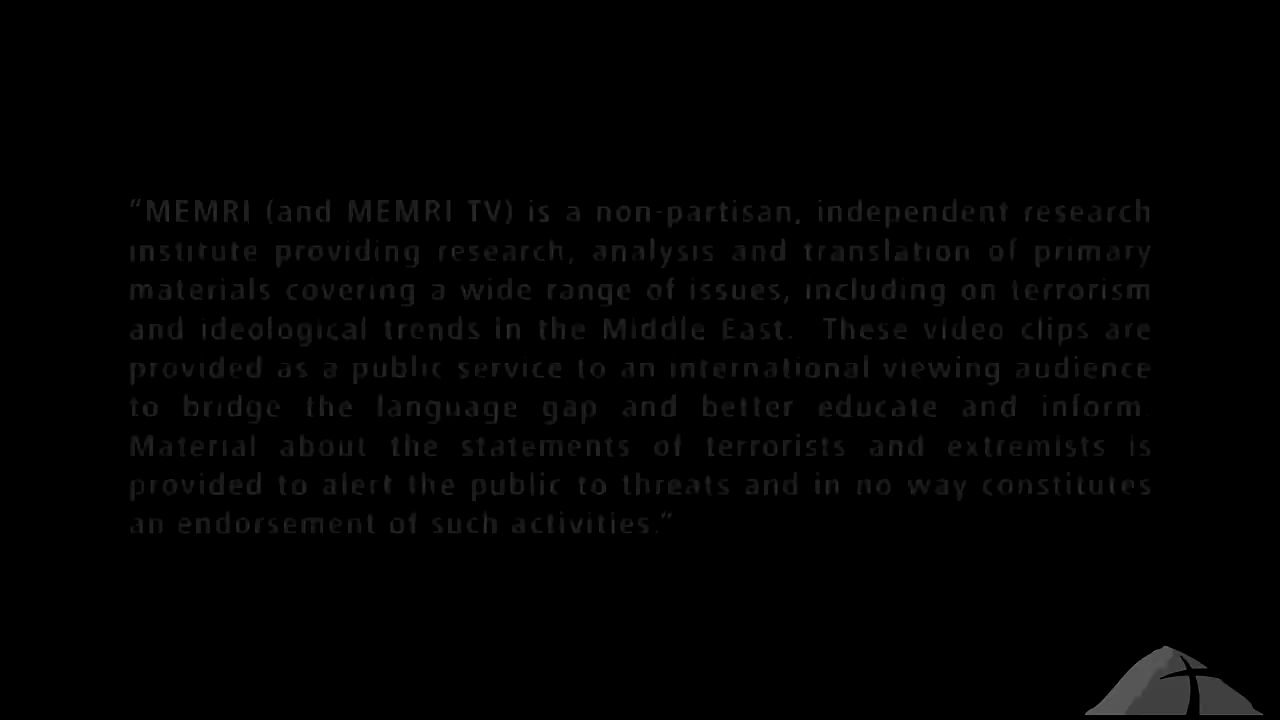 “MEMRI (and MEMRI TV) is a non-partisan, independent research
institute providing research, analysis and translation of primary
materials covering a wide range of issues, including on terrorism
and ideological trends in the Middle East. These video clips are
provided as a public service to an international viewing audience
to bridge the language gap and better educate and inform.
Material about the statements of terrorists and extremists is
provided to alert the public to threats and in no way constitutes
an endorsement of such activities.”